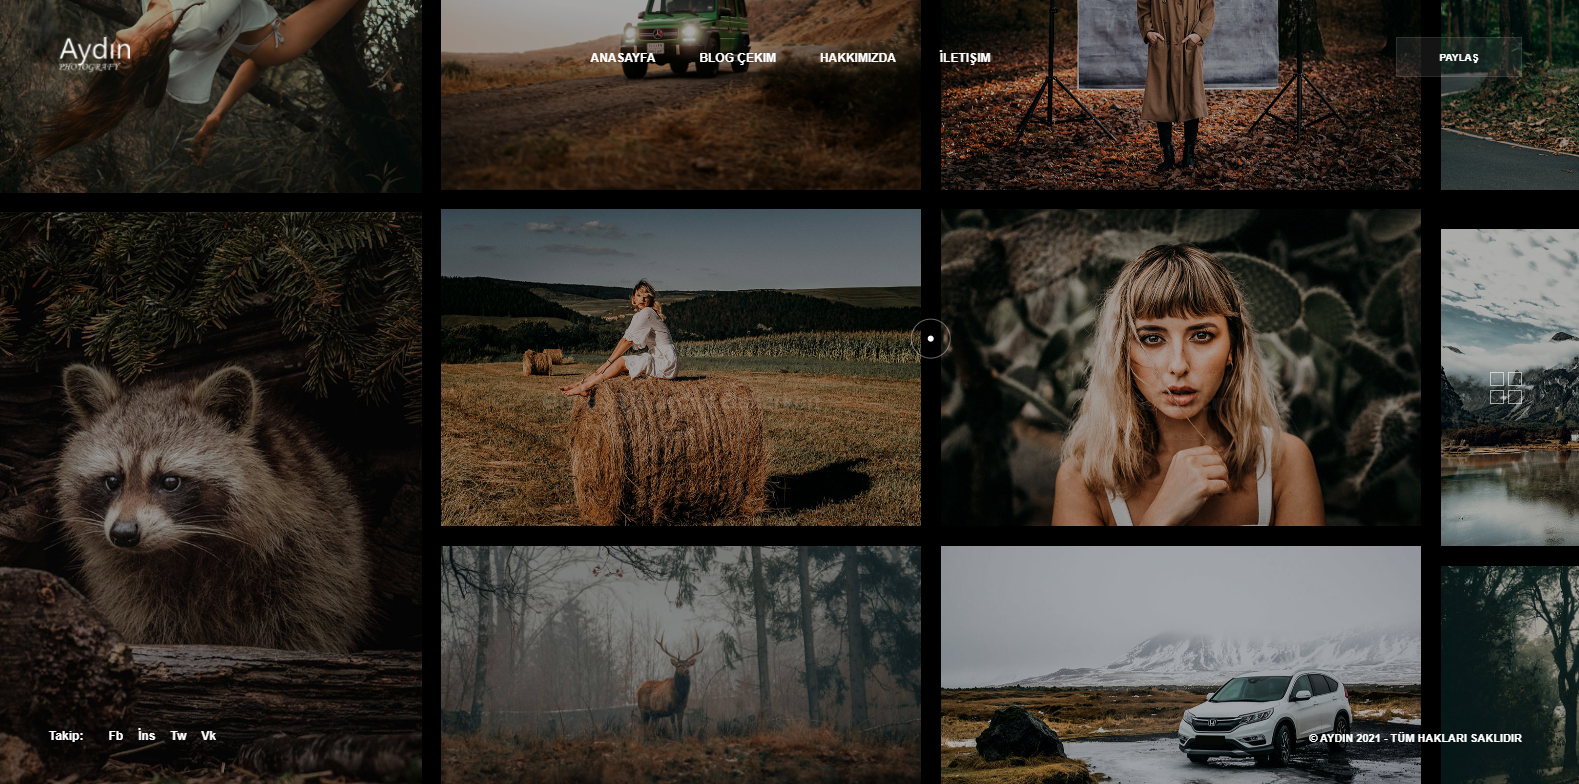 Aydın
PHOTOGRAFY
ANASAYFA
BLOG ÇEKIM
HAKKIMIZDA
İLETIŞIM
PAYLAŞ
Takip:
Fb
İns
Tw
Vk
© AYDIN 2021 - TÜM HAKLARI SAKLIDIR